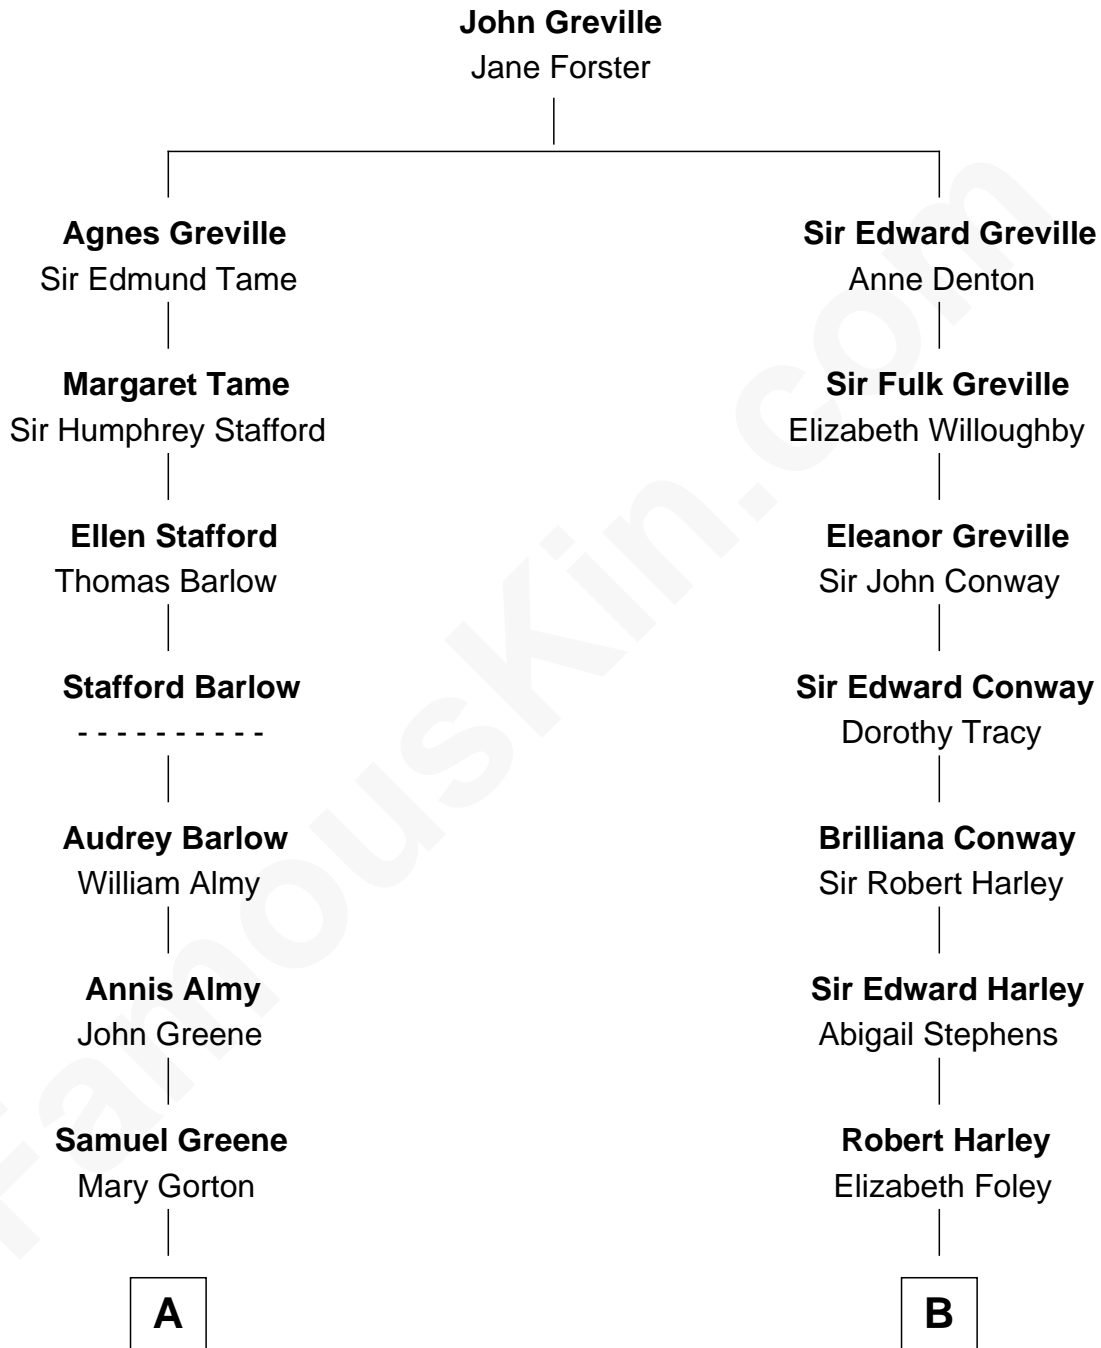 John Greville
Jane Forster
Agnes Greville
Sir Edmund Tame
Sir Edward Greville
Anne Denton
Margaret Tame
Sir Humphrey Stafford
Sir Fulk Greville
Elizabeth Willoughby
Ellen Stafford
Thomas Barlow
Eleanor Greville
Sir John Conway
Stafford Barlow
- - - - - - - - - -
Sir Edward Conway
Dorothy Tracy
Audrey Barlow
William Almy
Brilliana Conway
Sir Robert Harley
Annis Almy
John Greene
Sir Edward Harley
Abigail Stephens
Samuel Greene
Mary Gorton
Robert Harley
Elizabeth Foley
A
B
FamousKin.com